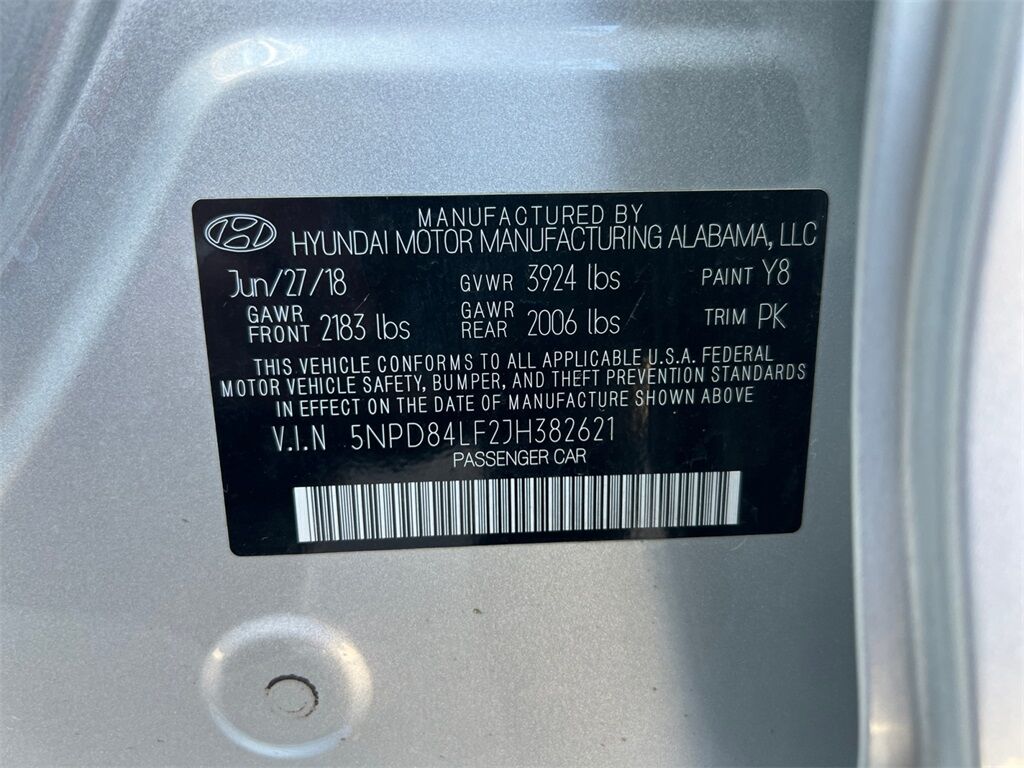 MANUFACTURED BY
HYUNDAI MOTOR MANUFACTURING ALABAMA, LLC
Jun/27/18 GVWR 3924 lbs PAINT Y8
GAWR FRONT 2183 lbs GAWR REAR 2006 lbs TRIM PK
THIS VEHICLE CONFORMS TO ALL APPLICABLE U.S.A. FEDERAL
MOTOR VEHICLE SAFETY, BUMPER, AND THEFT PREVENTION STANDARDS
IN EFFECT ON THE DATE OF MANUFACTURE SHOWN ABOVE
V.I.N 5NPD84LF2JH382621
PASSENGER CAR